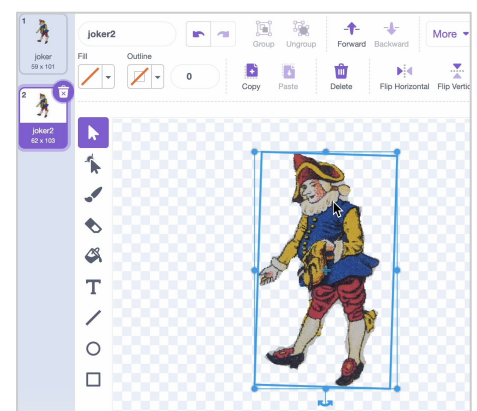 1
joker
59 x 101
2
joker2
62 x 103
joker2
Group
Ungroup
Forward
Backward
More
Fill
Outline
0
Copy
Paste
Delete
Flip Horizontal
Flip Vertic
T